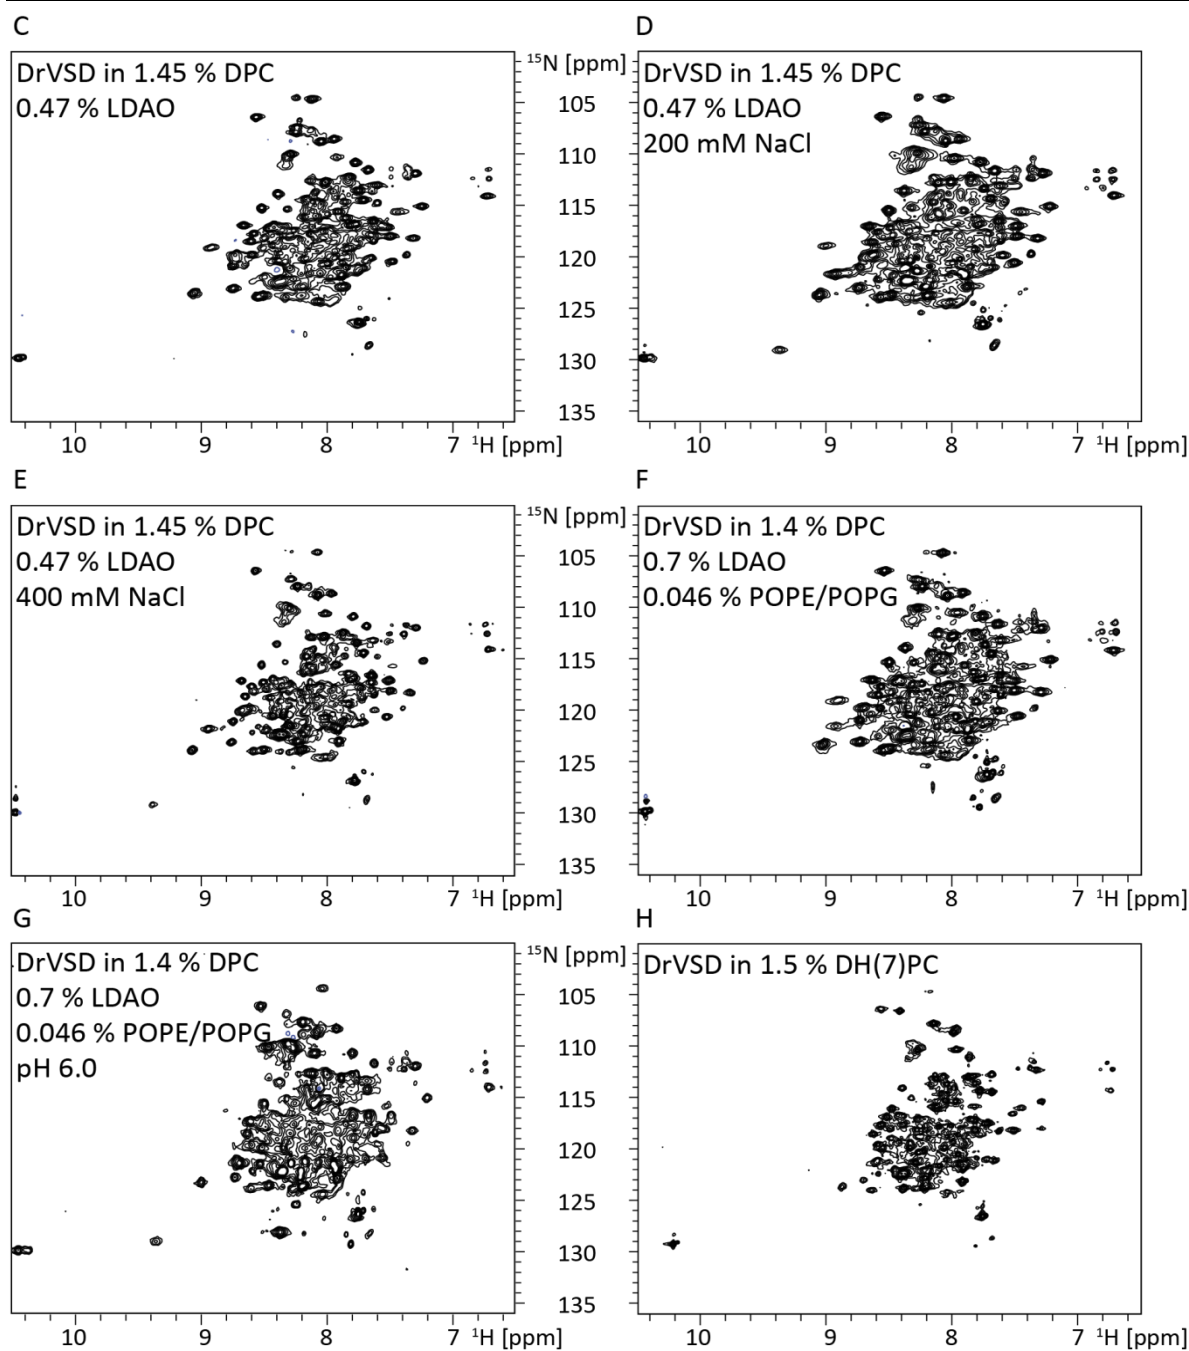 C
D
DrVSD in 1.45 % DPC
0.47 % LDAO
¹⁵N [ppm]
105
110
115
120
125
130
135
DrVSD in 1.45 % DPC
0.47 % LDAO
200 mM NaCl
10 9 8 7 ¹H [ppm]
10 9 8 7 ¹H [ppm]
E
F
DrVSD in 1.45 % DPC
0.47 % LDAO
400 mM NaCl
¹⁵N [ppm]
105
110
115
120
125
130
135
DrVSD in 1.4 % DPC
0.7 % LDAO
0.046 % POPE/POPG
10 9 8 7 ¹H [ppm]
10 9 8 7 ¹H [ppm]
G
H
DrVSD in 1.4 % DPC
0.7 % LDAO
0.046 % POPE/POPG
pH 6.0
¹⁵N [ppm]
105
110
115
120
125
130
135
DrVSD in 1.5 % DH(7)PC
10 9 8 7 ¹H [ppm]
10 9 8 7 ¹H [ppm]